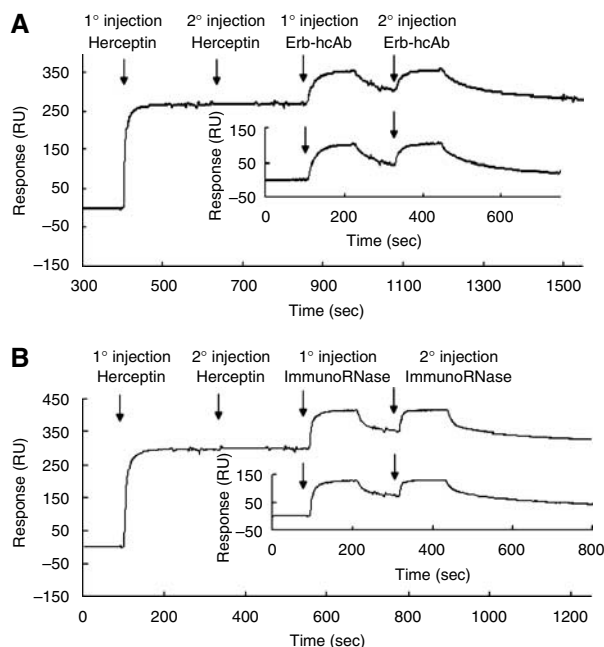 A
1° injection 2° injection 1° injection 2° injection
Herceptin Herceptin Erb-hcAb Erb-hcAb
Response (RU)
350
250
150
50
−50
−150
300 500 700 900 1100 1300 1500
Time (sec)
Response (RU)
150
50
−50
0 200 400 600
Time (sec)
B
1° injection 2° injection 1° injection 2° injection
Herceptin Herceptin ImmunoRNase ImmunoRNase
Response (RU)
450
350
250
150
50
−50
−150
0 200 400 600 800 1000 1200
Time (sec)
Response (RU)
150
50
−50
0 200 400 600 800
Time (sec)